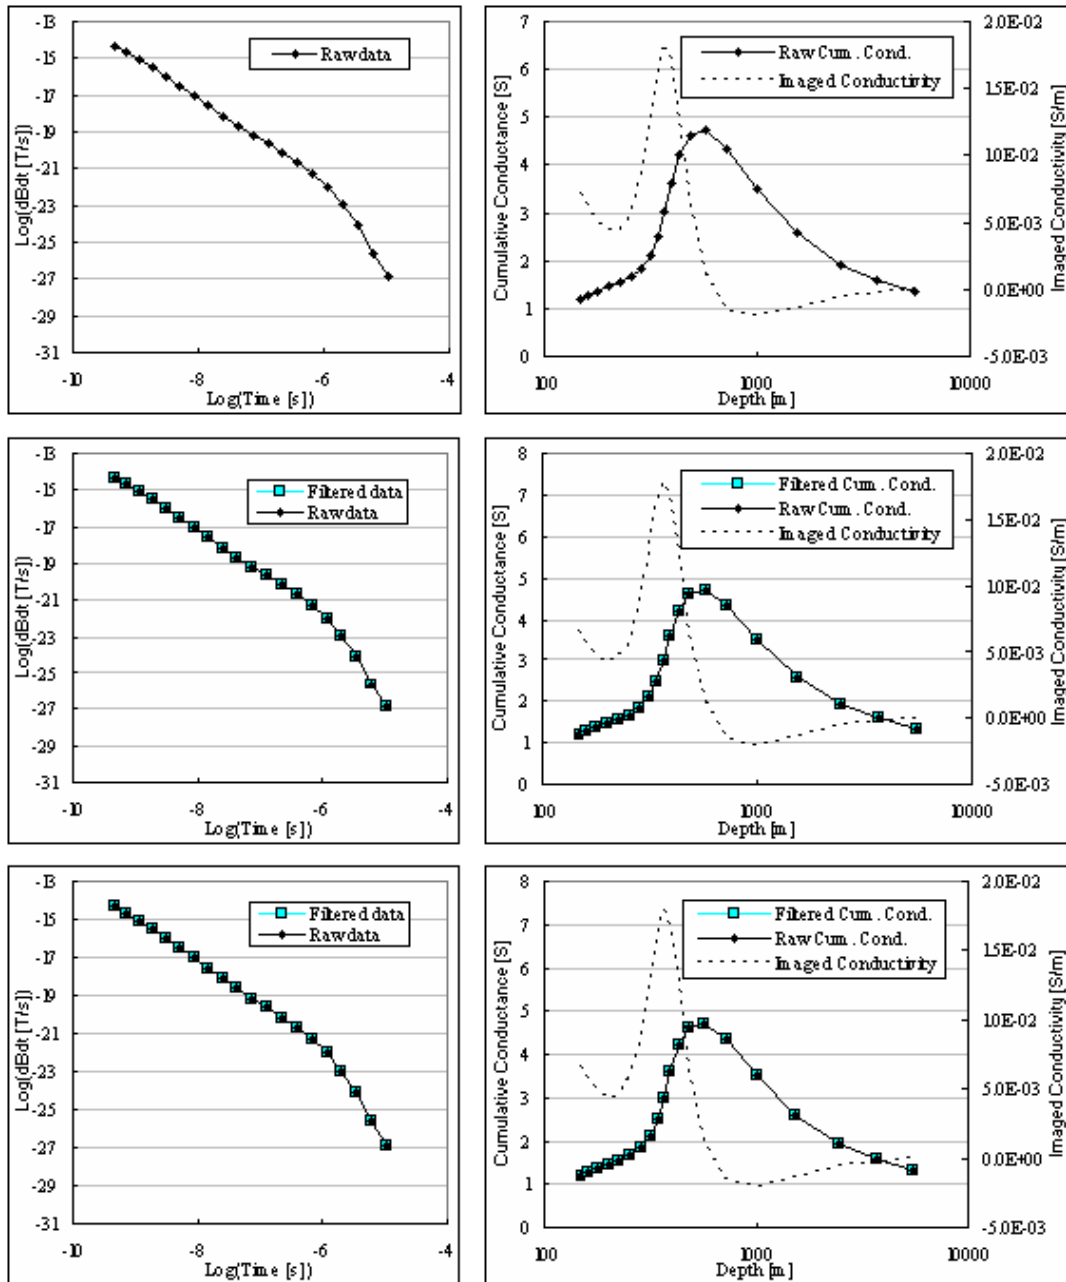 -13
-15
-17
-19
-21
-23
-25
-27
-29
-31
Log(dBdt [T/s])
Raw data
-10
-8
-6
-4
Log(Time [s])
7
6
5
4
3
2
1
0
Cumulative Conductance [S]
Raw Cum. Cond.
Imaged Conductivity
2.0E-02
1.5E-02
1.0E-02
5.0E-03
0.0E+00
-5.0E-03
Imaged Conductivity [S/m]
100
1000
10000
Depth [m]
-13
-15
-17
-19
-21
-23
-25
-27
-29
-31
Log(dBdt [T/s])
Filtered data
Raw data
-10
-8
-6
-4
Log(Time [s])
8
7
6
5
4
3
2
1
0
Cumulative Conductance [S]
Filtered Cum. Cond.
Raw Cum. Cond.
Imaged Conductivity
2.0E-02
1.5E-02
1.0E-02
5.0E-03
0.0E+00
-5.0E-03
Imaged Conductivity [S/m]
100
1000
10000
Depth [m]
-13
-15
-17
-19
-21
-23
-25
-27
-29
-31
Log(dBdt [T/s])
Filtered data
Raw data
-10
-8
-6
-4
Log(Time [s])
8
7
6
5
4
3
2
1
0
Cumulative Conductance [S]
Filtered Cum. Cond.
Raw Cum. Cond.
Imaged Conductivity
2.0E-02
1.5E-02
1.0E-02
5.0E-03
0.0E+00
-5.0E-03
Imaged Conductivity [S/m]
100
1000
10000
Depth [m]